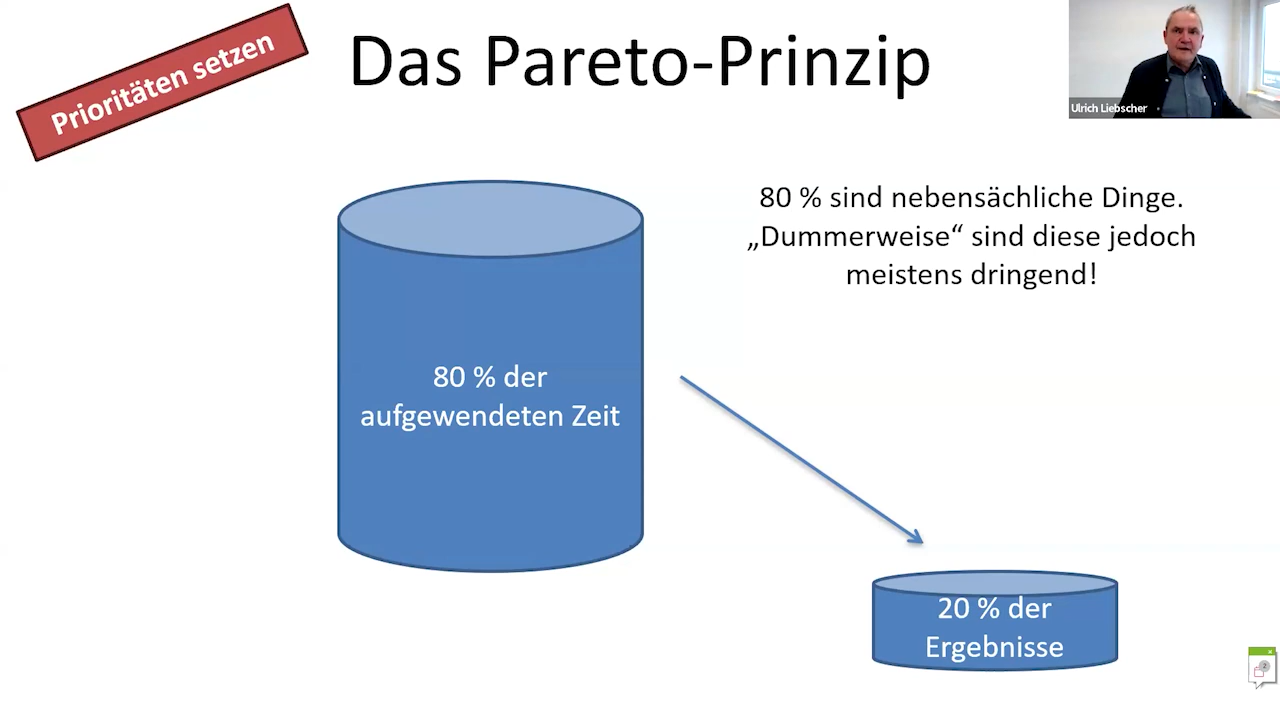 Prioritäten setzen
Das Pareto-Prinzip
Ulrich Liebscher
80 % sind nebensächliche Dinge.
„Dummerweise“ sind diese jedoch
meistens dringend!
80 % der
aufgewendeten Zeit
20 % der
Ergebnisse
2